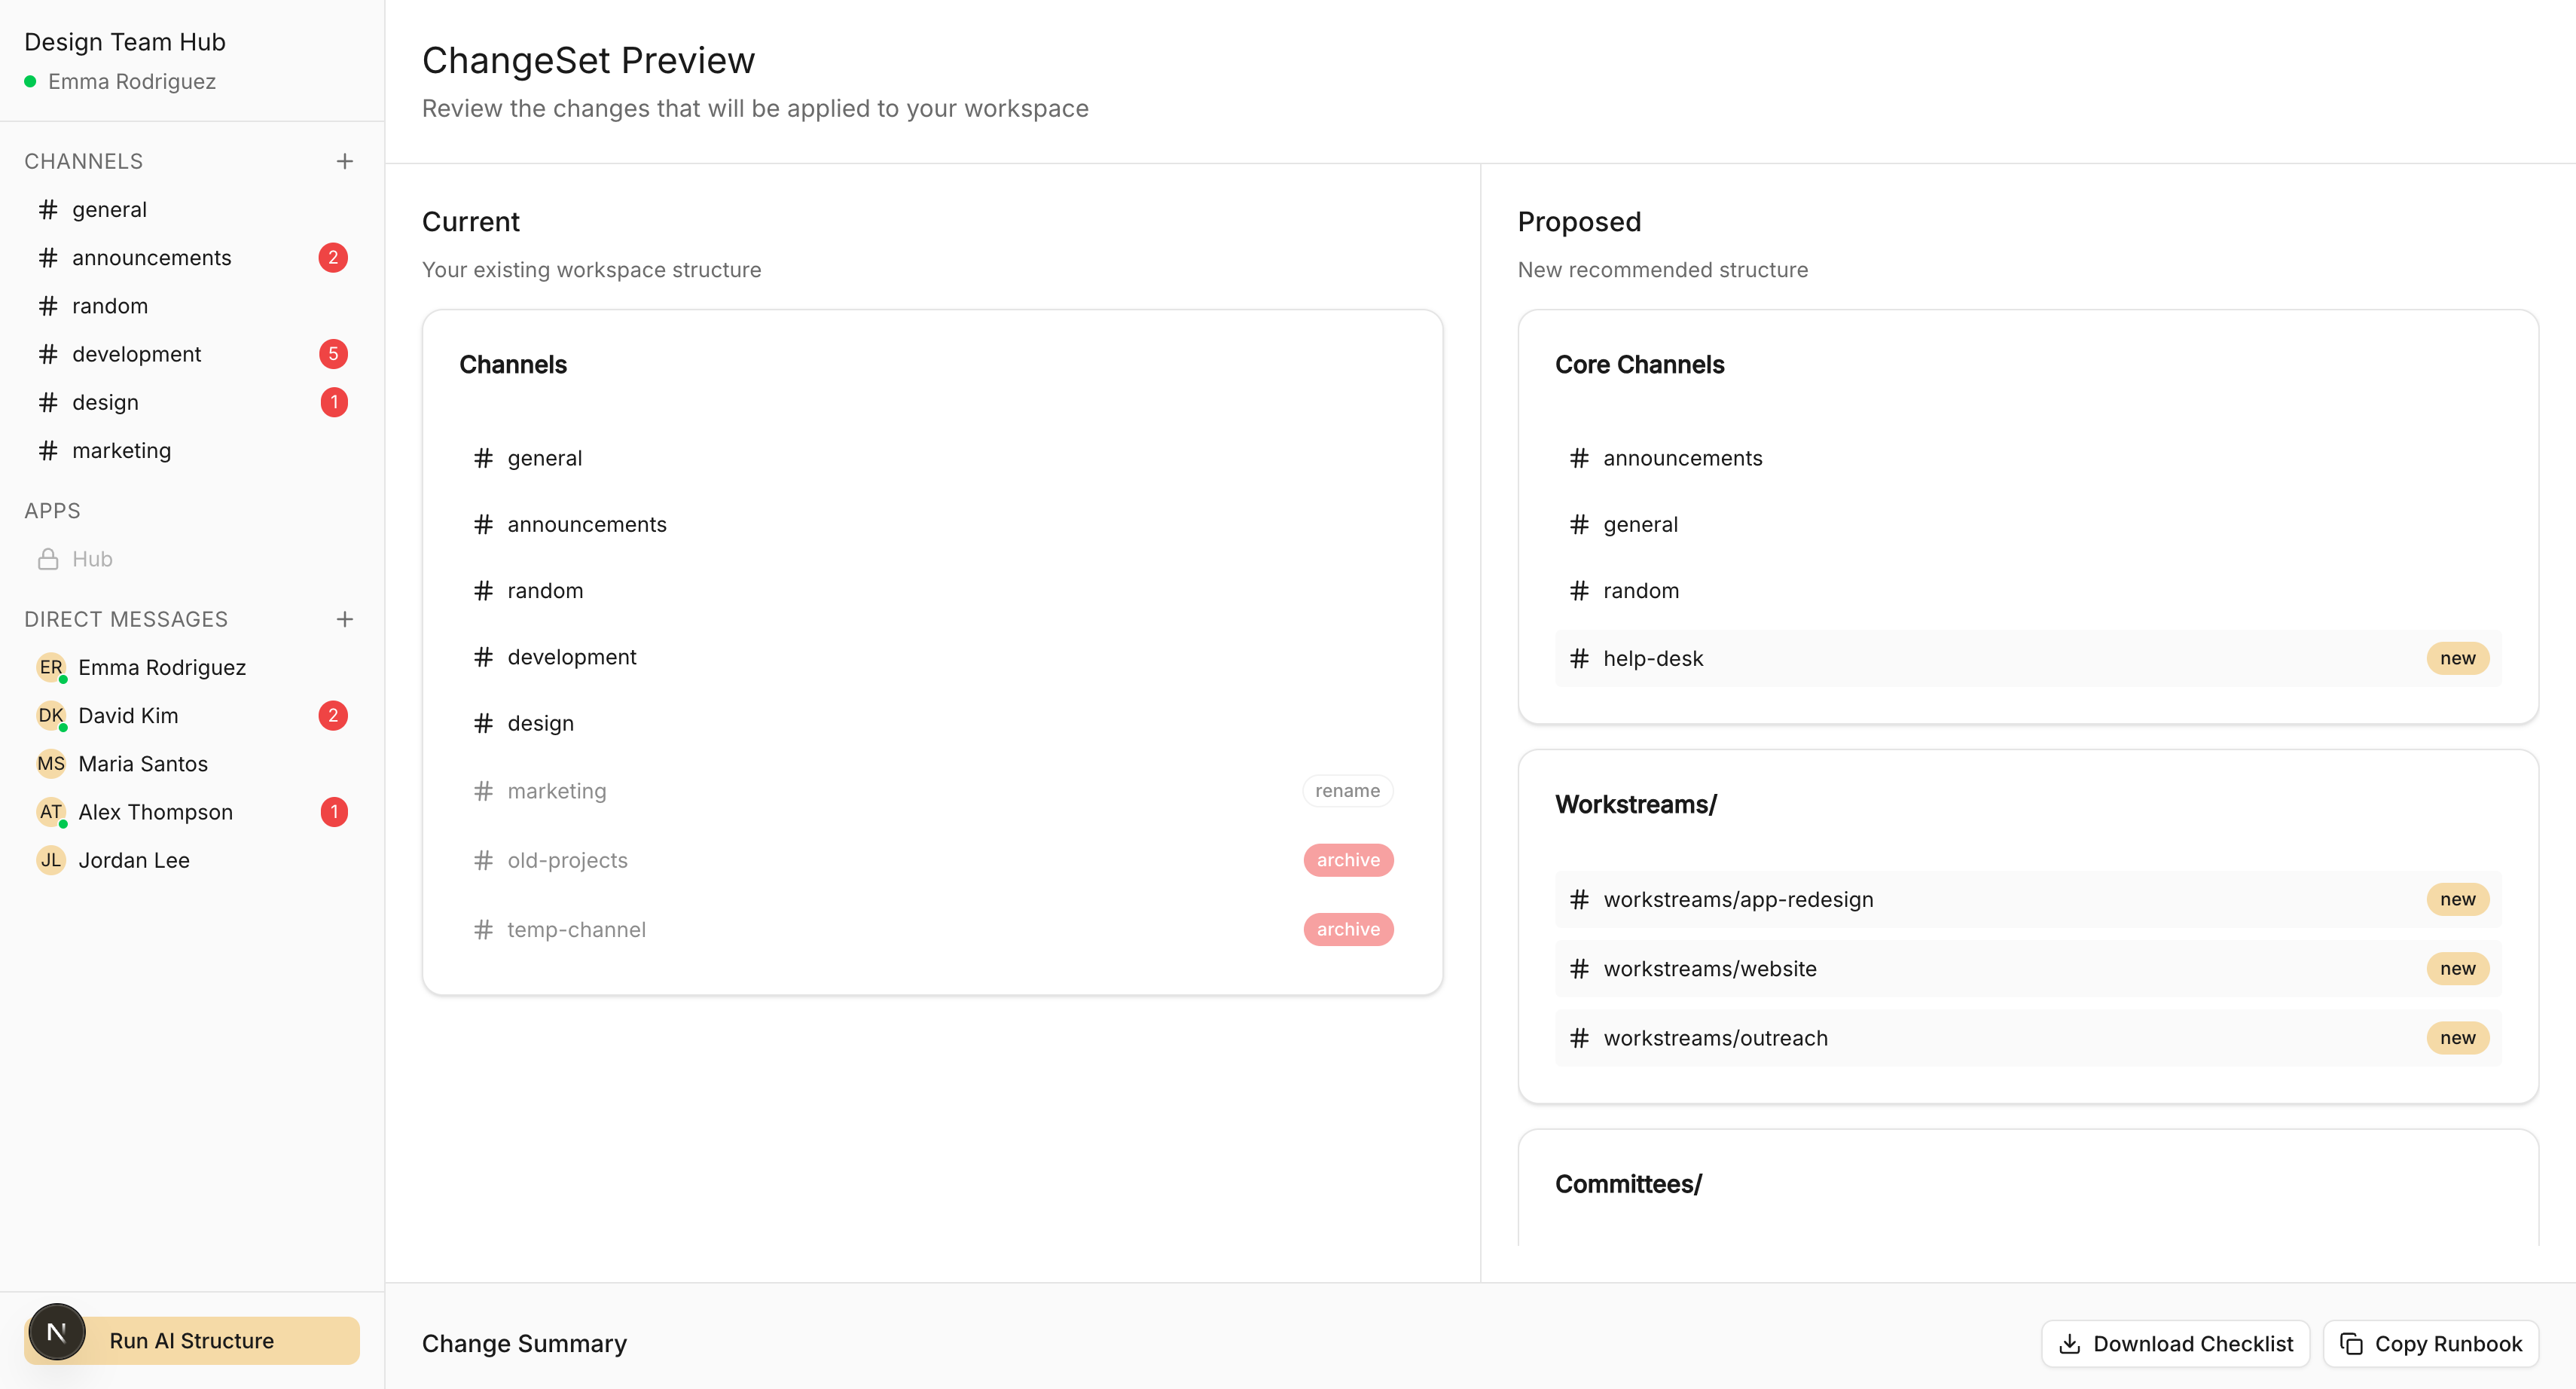 Design Team Hub
Emma Rodriguez
CHANNELS
# general
# announcements 2
# random
# development 5
# design 1
# marketing
APPS
Hub
DIRECT MESSAGES
ER Emma Rodriguez
DK David Kim 2
MS Maria Santos
AT Alex Thompson 1
JL Jordan Lee
N Run AI Structure
ChangeSet Preview
Review the changes that will be applied to your workspace
Current
Your existing workspace structure
Channels
# general
# announcements
# random
# development
# design
# marketing rename
# old-projects archive
# temp-channel archive
Proposed
New recommended structure
Core Channels
# announcements
# general
# random
# help-desk new
Workstreams/
# workstreams/app-redesign new
# workstreams/website new
# workstreams/outreach new
Committees/
Change Summary
Download Checklist
Copy Runbook